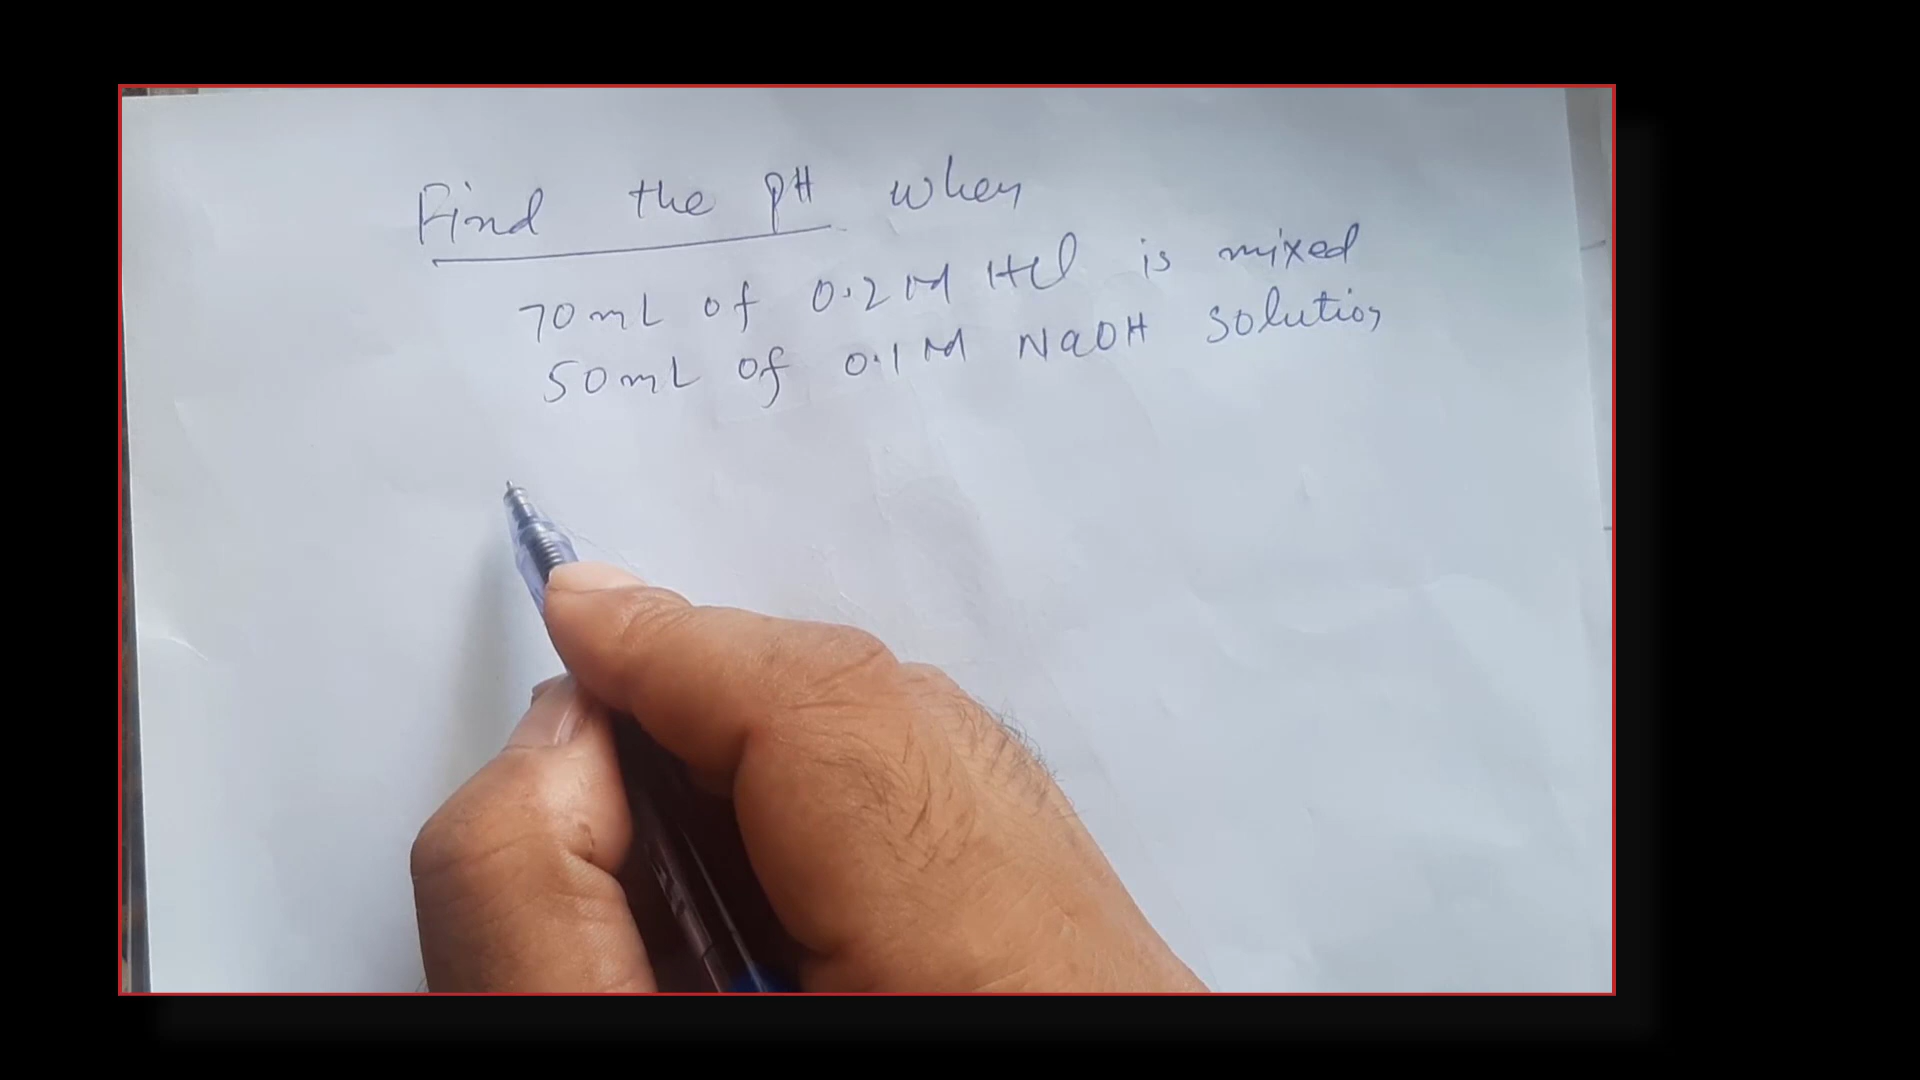 Find the pH when
70mL of 0.2M HCl is mixed
50mL of 0.1M NaOH solution